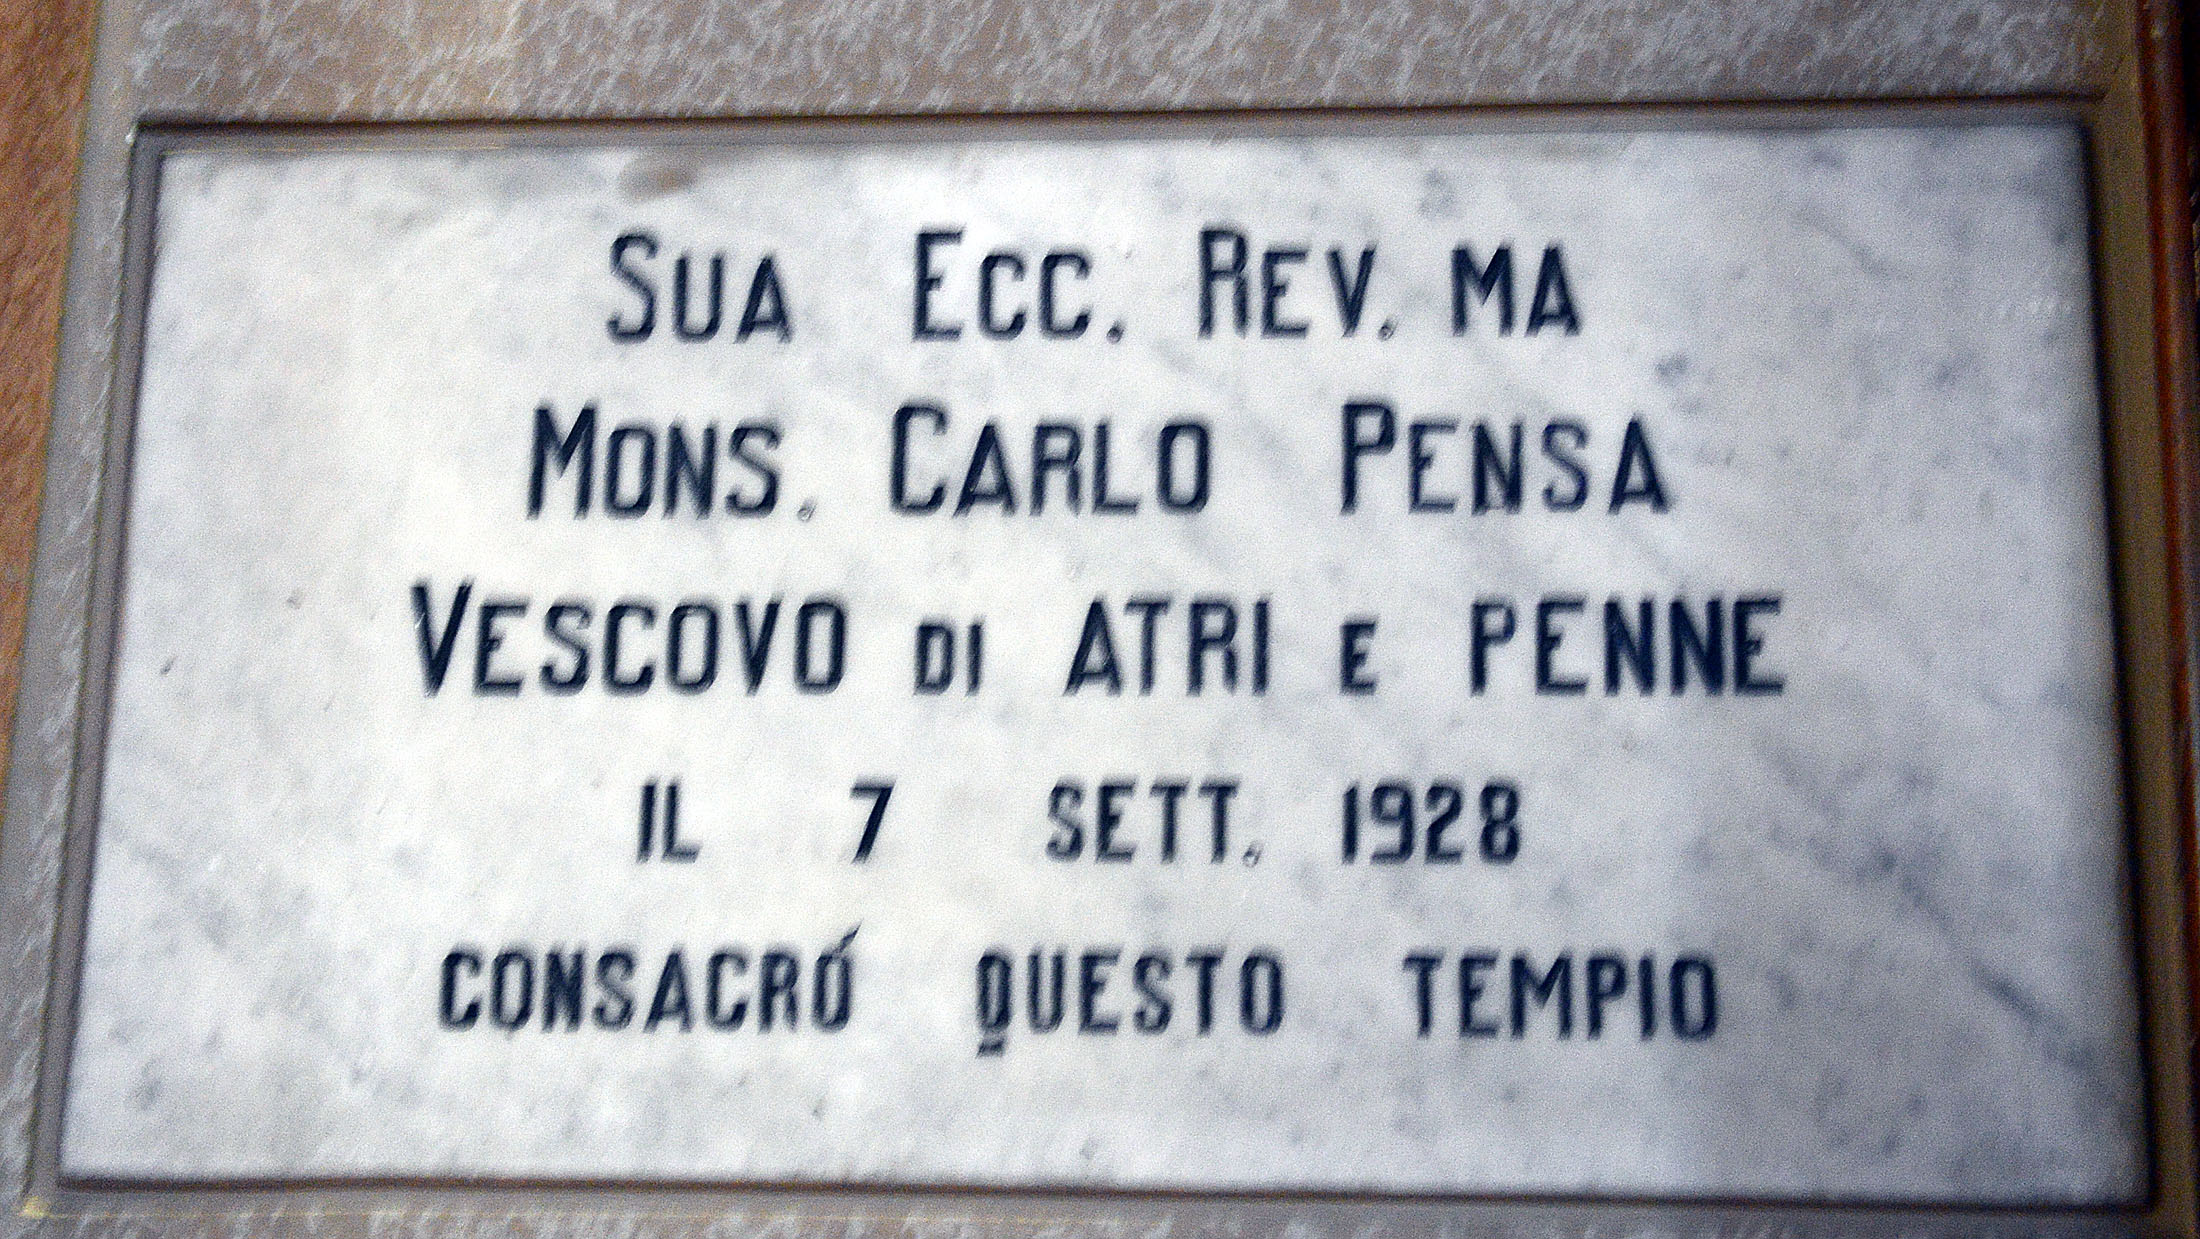 SUA ECC. REV. MA
MONS. CARLO PENSA
VESCOVO DI ATRI E PENNE
IL 7 SETT. 1928
CONSACRÓ QUESTO TEMPIO